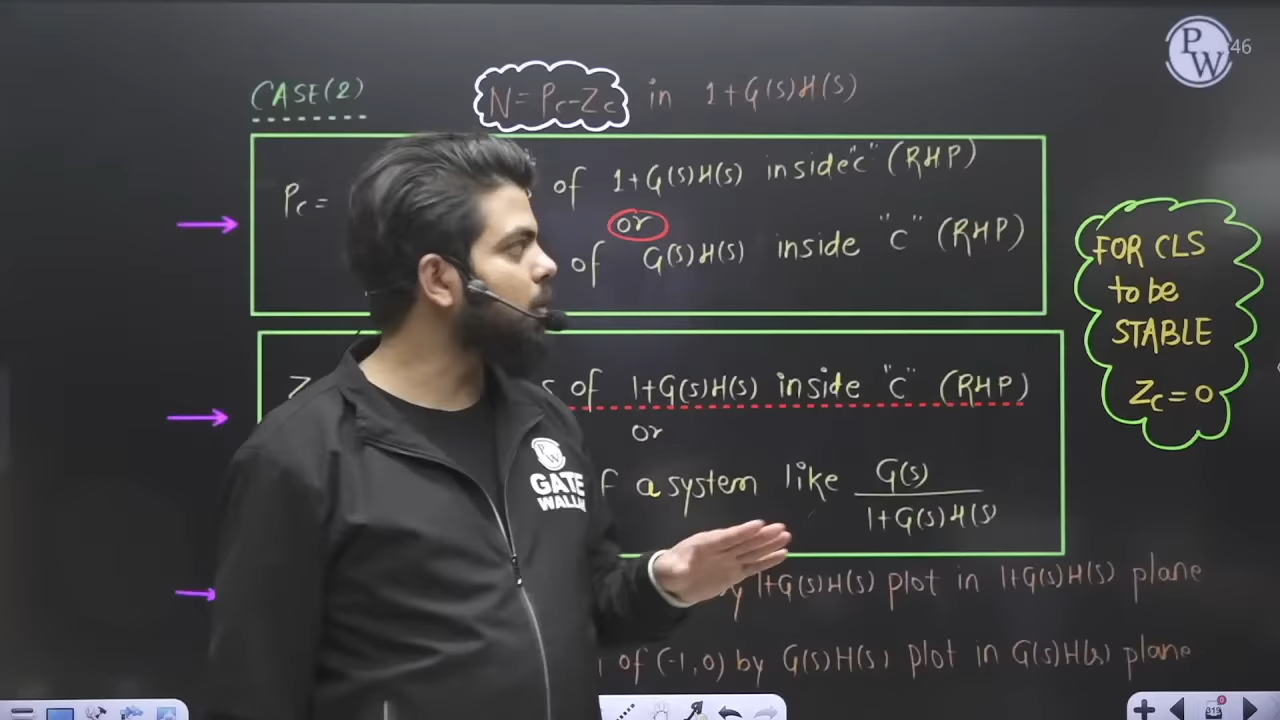 PW 46
CASE(2) N=Pc-Zc in 1+G(S)H(S)
Pc= of 1+G(S)H(S) inside "c" (RHP)
or
of G(S)H(S) inside "c" (RHP)
Z s of 1+G(S)H(S) inside "c" (RHP)
or
f a system like G(s)
1+G(S)H(S)
y 1+G(S)H(S) plot in 1+G(S)H(S) plane
of (-1,0) by G(S)H(S) plot in G(S)H(s) plane
FOR CLS
to be
STABLE
Zc=0
PW
GATE
319